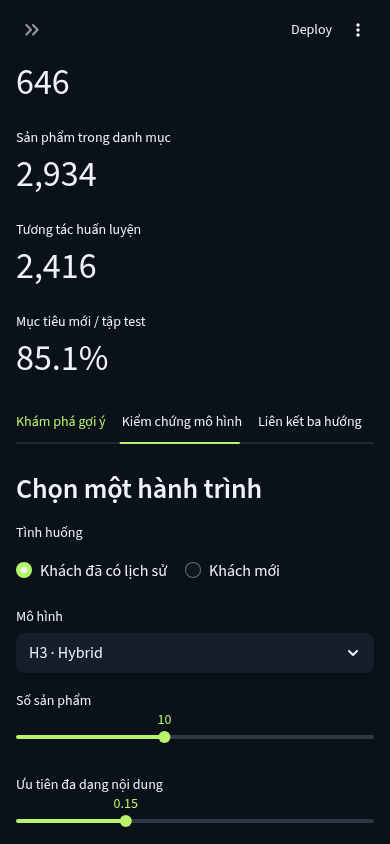 Deploy
646
Sản phẩm trong danh mục
2,934
Tương tác huấn luyện
2,416
Mục tiêu mới / tập test
85.1%
Khám phá gợi ý Kiểm chứng mô hình Liên kết ba hướng
Chọn một hành trình
Tình huống
Khách đã có lịch sử Khách mới
Mô hình
H3 · Hybrid
Số sản phẩm
10
Ưu tiên đa dạng nội dung
0.15